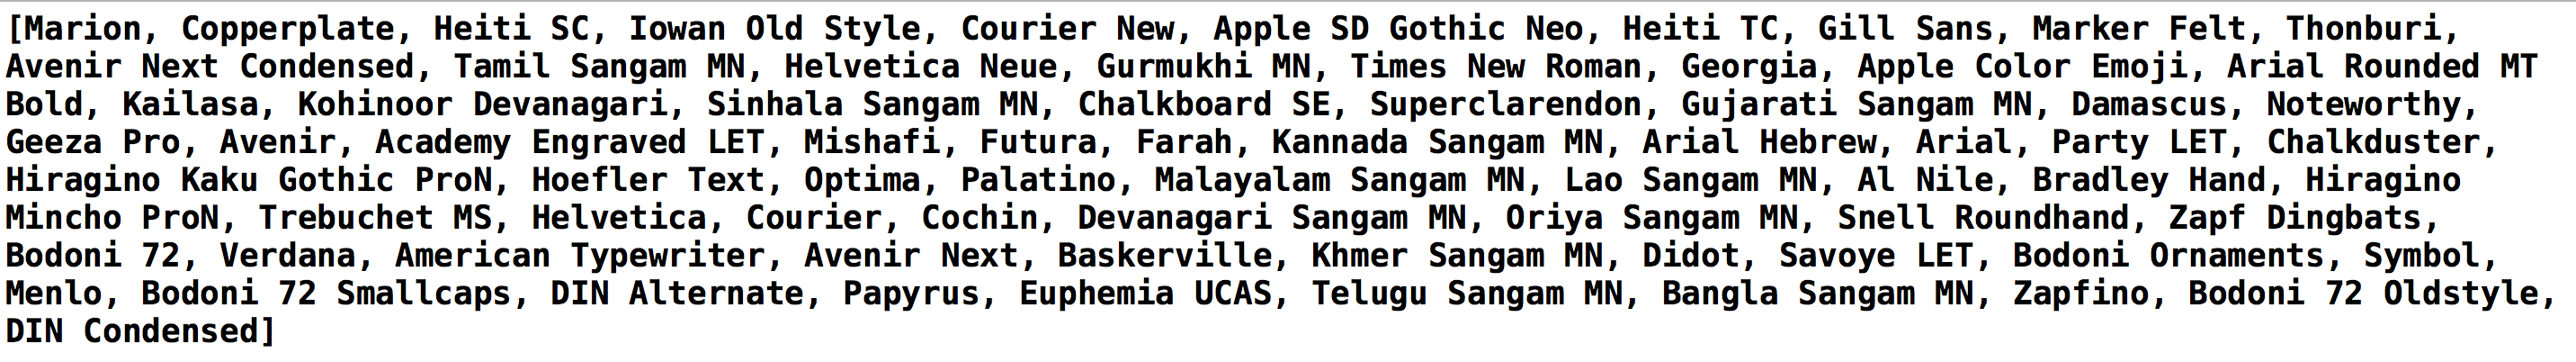 [Marion, Copperplate, Heiti SC, Iowan Old Style, Courier New, Apple SD Gothic Neo, Heiti TC, Gill Sans, Marker Felt, Thonburi,
Avenir Next Condensed, Tamil Sangam MN, Helvetica Neue, Gurmukhi MN, Times New Roman, Georgia, Apple Color Emoji, Arial Rounded MT
Bold, Kailasa, Kohinoor Devanagari, Sinhala Sangam MN, Chalkboard SE, Superclarendon, Gujarati Sangam MN, Damascus, Noteworthy,
Geeza Pro, Avenir, Academy Engraved LET, Mishafi, Futura, Farah, Kannada Sangam MN, Arial Hebrew, Arial, Party LET, Chalkduster,
Hiragino Kaku Gothic ProN, Hoefler Text, Optima, Palatino, Malayalam Sangam MN, Lao Sangam MN, Al Nile, Bradley Hand, Hiragino
Mincho ProN, Trebuchet MS, Helvetica, Courier, Cochin, Devanagari Sangam MN, Oriya Sangam MN, Snell Roundhand, Zapf Dingbats,
Bodoni 72, Verdana, American Typewriter, Avenir Next, Baskerville, Khmer Sangam MN, Didot, Savoye LET, Bodoni Ornaments, Symbol,
Menlo, Bodoni 72 Smallcaps, DIN Alternate, Papyrus, Euphemia UCAS, Telugu Sangam MN, Bangla Sangam MN, Zapfino, Bodoni 72 Oldstyle,
DIN Condensed]